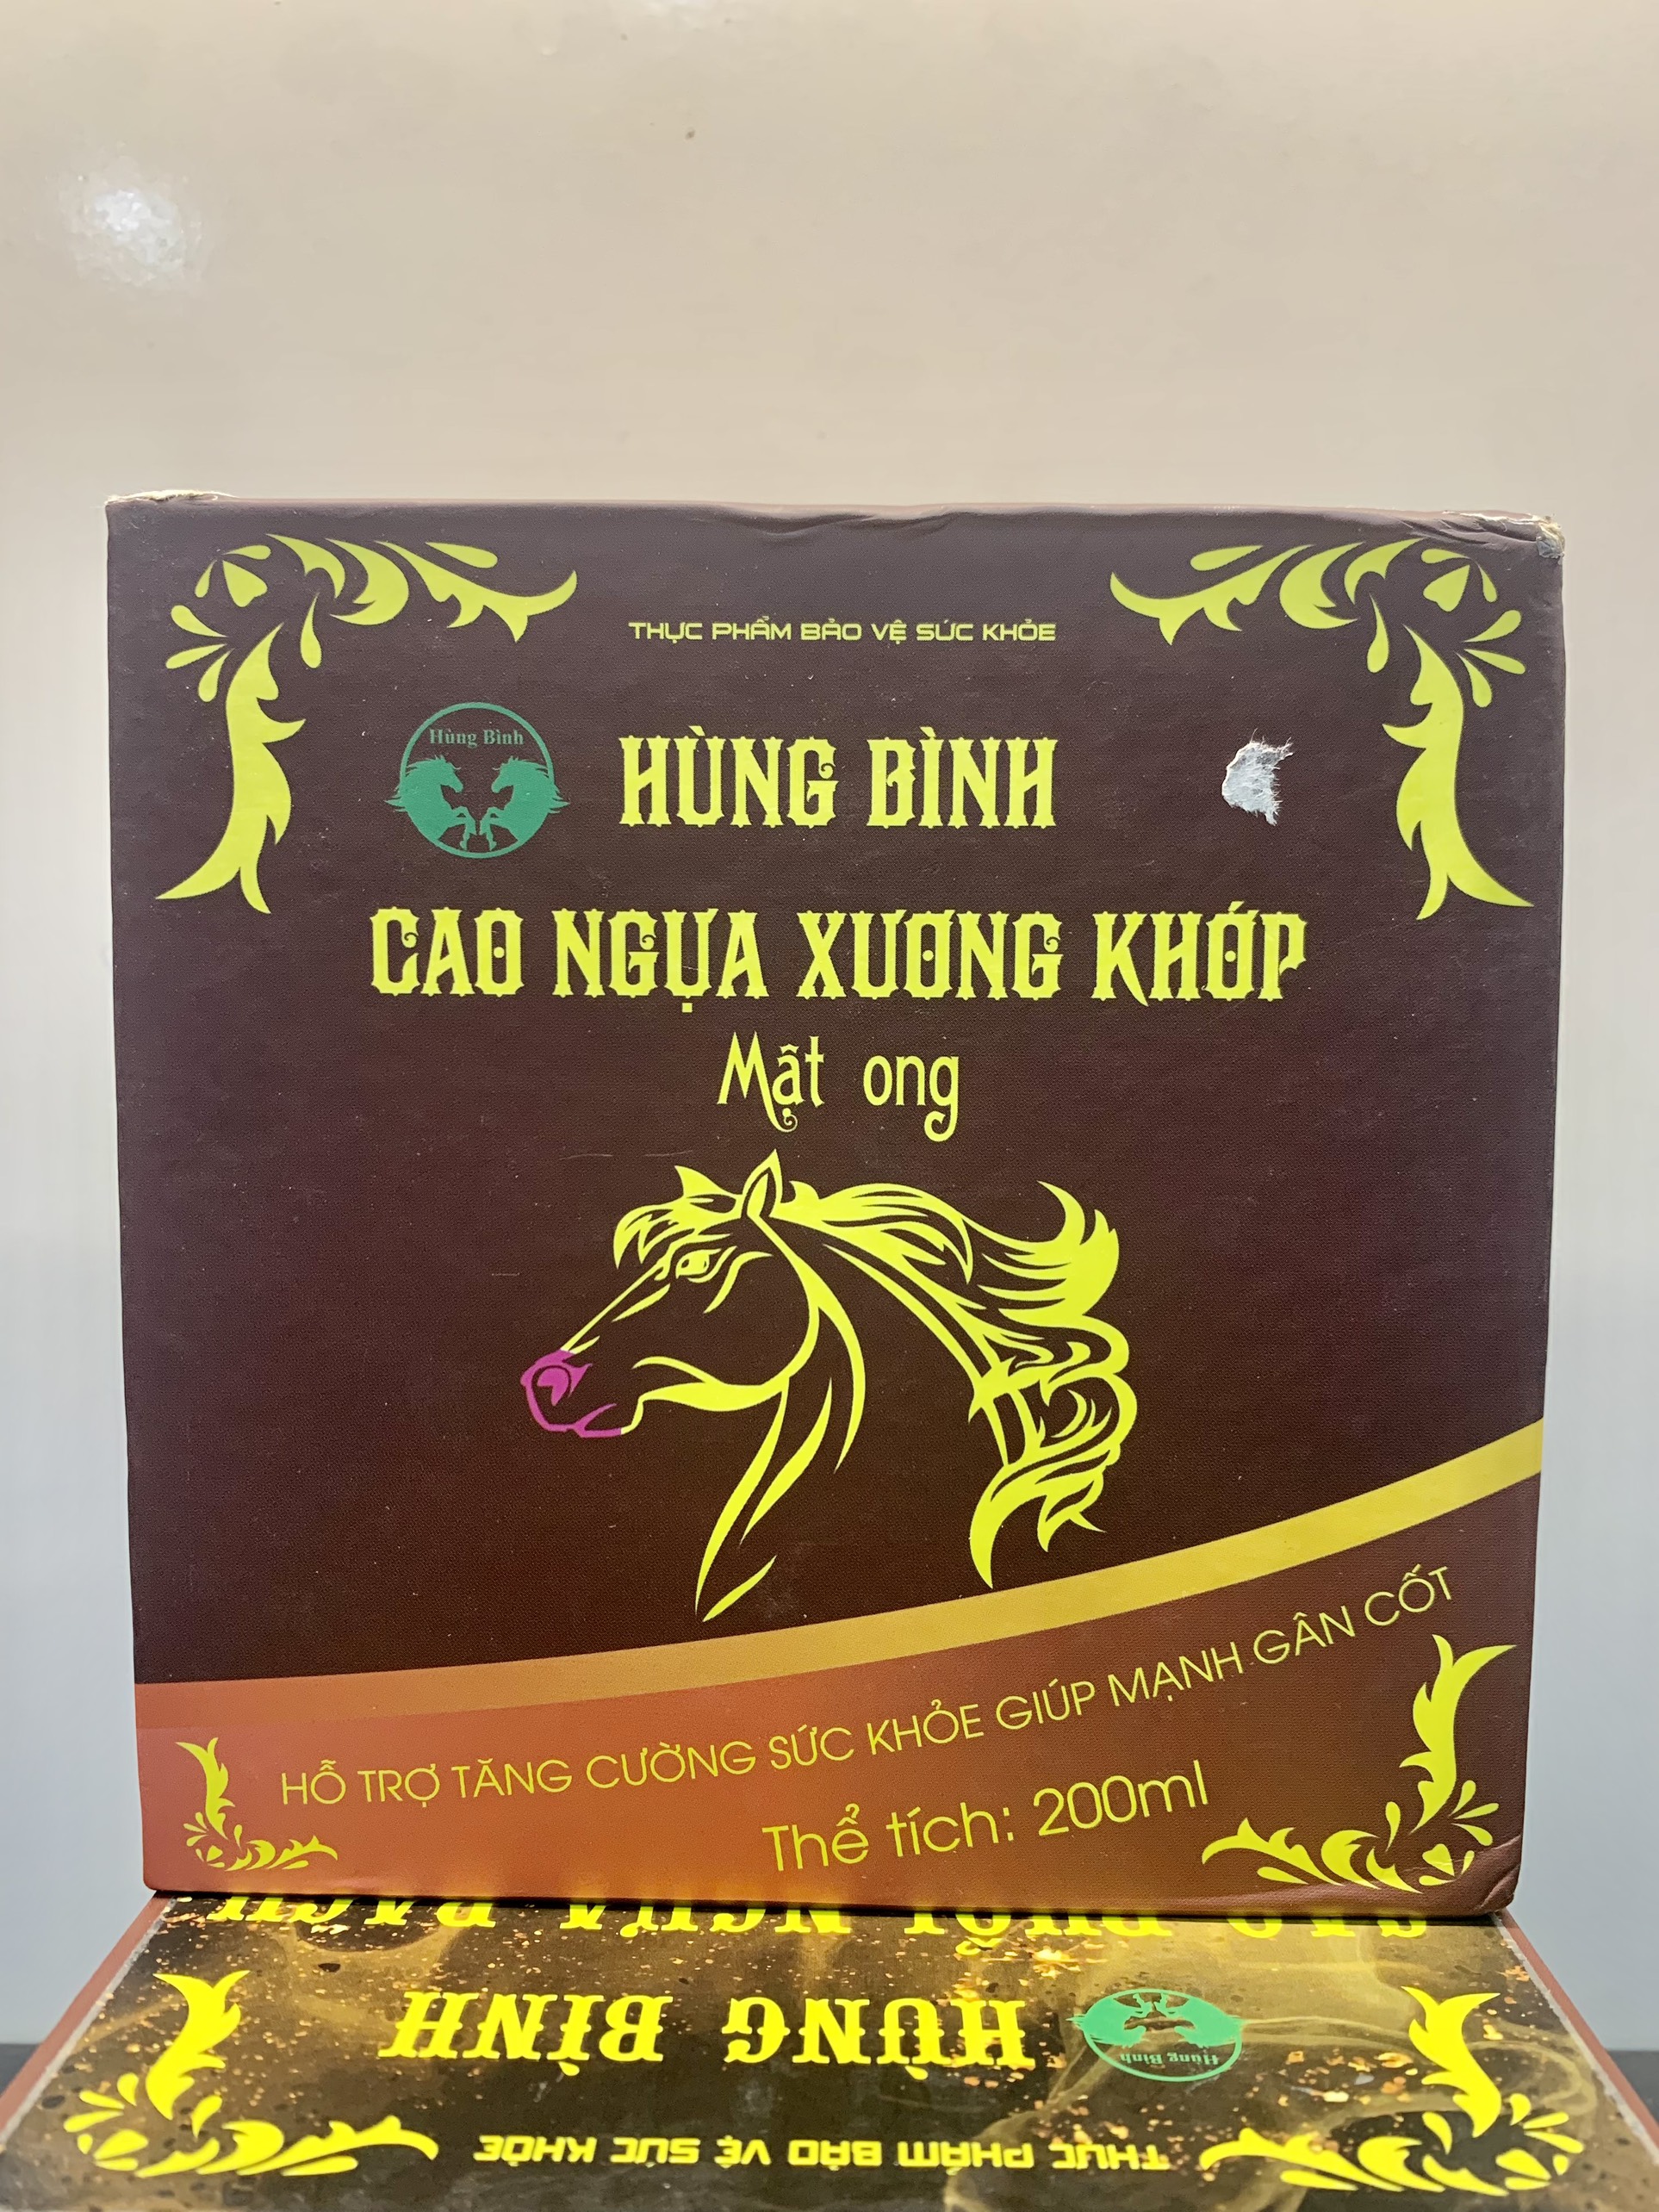 THỰC PHẨM BẢO VỆ SỨC KHỎE
Hùng Bình
HÙNG BÌNH
CAO NGỰA XƯƠNG KHỚP
Mật ong
HỖ TRỢ TĂNG CƯỜNG SỨC KHỎE GIÚP MẠNH GÂN CỐT
Thể tích: 200ml
NGỰA BẠCH
HÙNG BÌNH
Hùng Bình
THỰC PHẨM BẢO VỆ SỨC KHỎE